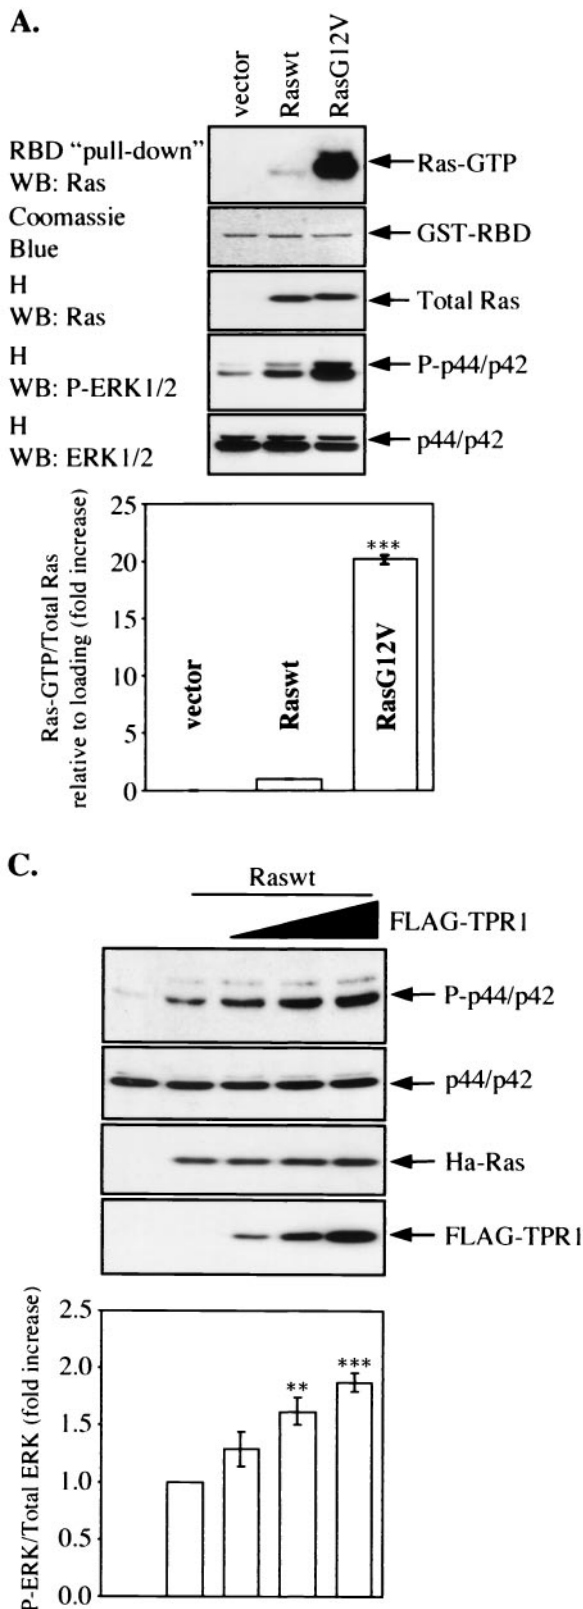 A.
vector
Raswt
RasG12V
RBD “pull-down”
WB: Ras
Ras-GTP
Coomassie
Blue
GST-RBD
H
WB: Ras
Total Ras
H
WB: P-ERK1/2
P-p44/p42
H
WB: ERK1/2
p44/p42
Ras-GTP/Total Ras
relative to loading (fold increase)
25
20
15
10
5
0
***
vector
Raswt
RasG12V
C.
Raswt
FLAG-TPR1
P-p44/p42
p44/p42
Ha-Ras
FLAG-TPR1
P-ERK/Total ERK (fold increase)
2.5
2.0
1.5
1.0
0.5
0.0
**
***